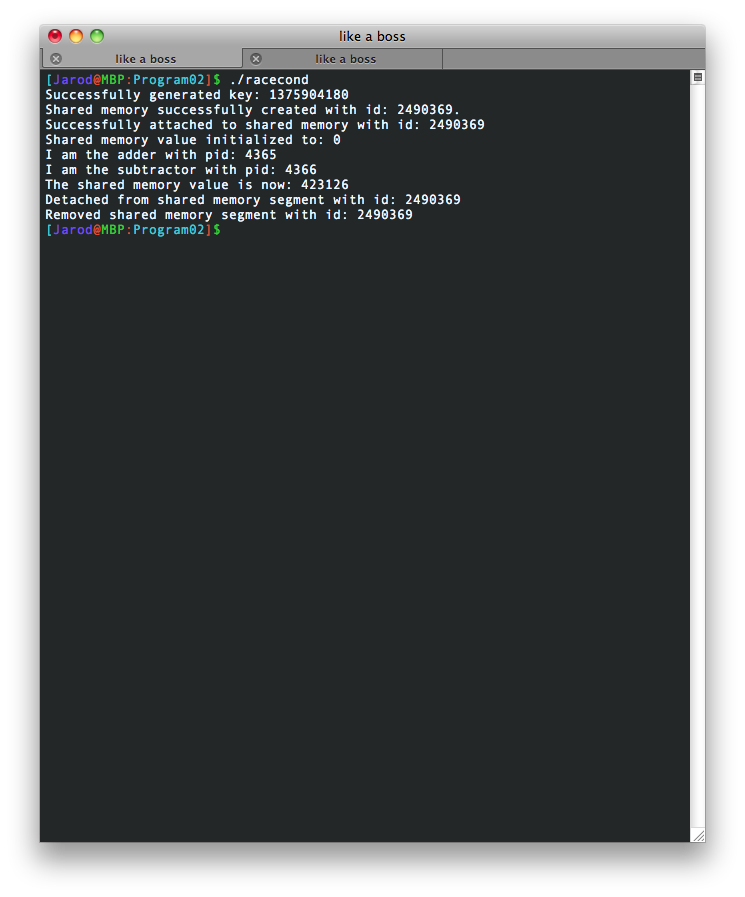 like a boss
like a boss like a boss
[Jarod@MBP:Program02]$ ./racecond
Successfully generated key: 1375904180
Shared memory successfully created with id: 2490369.
Successfully attached to shared memory with id: 2490369
Shared memory value initialized to: 0
I am the adder with pid: 4365
I am the subtractor with pid: 4366
The shared memory value is now: 423126
Detached from shared memory segment with id: 2490369
Removed shared memory segment with id: 2490369
[Jarod@MBP:Program02]$